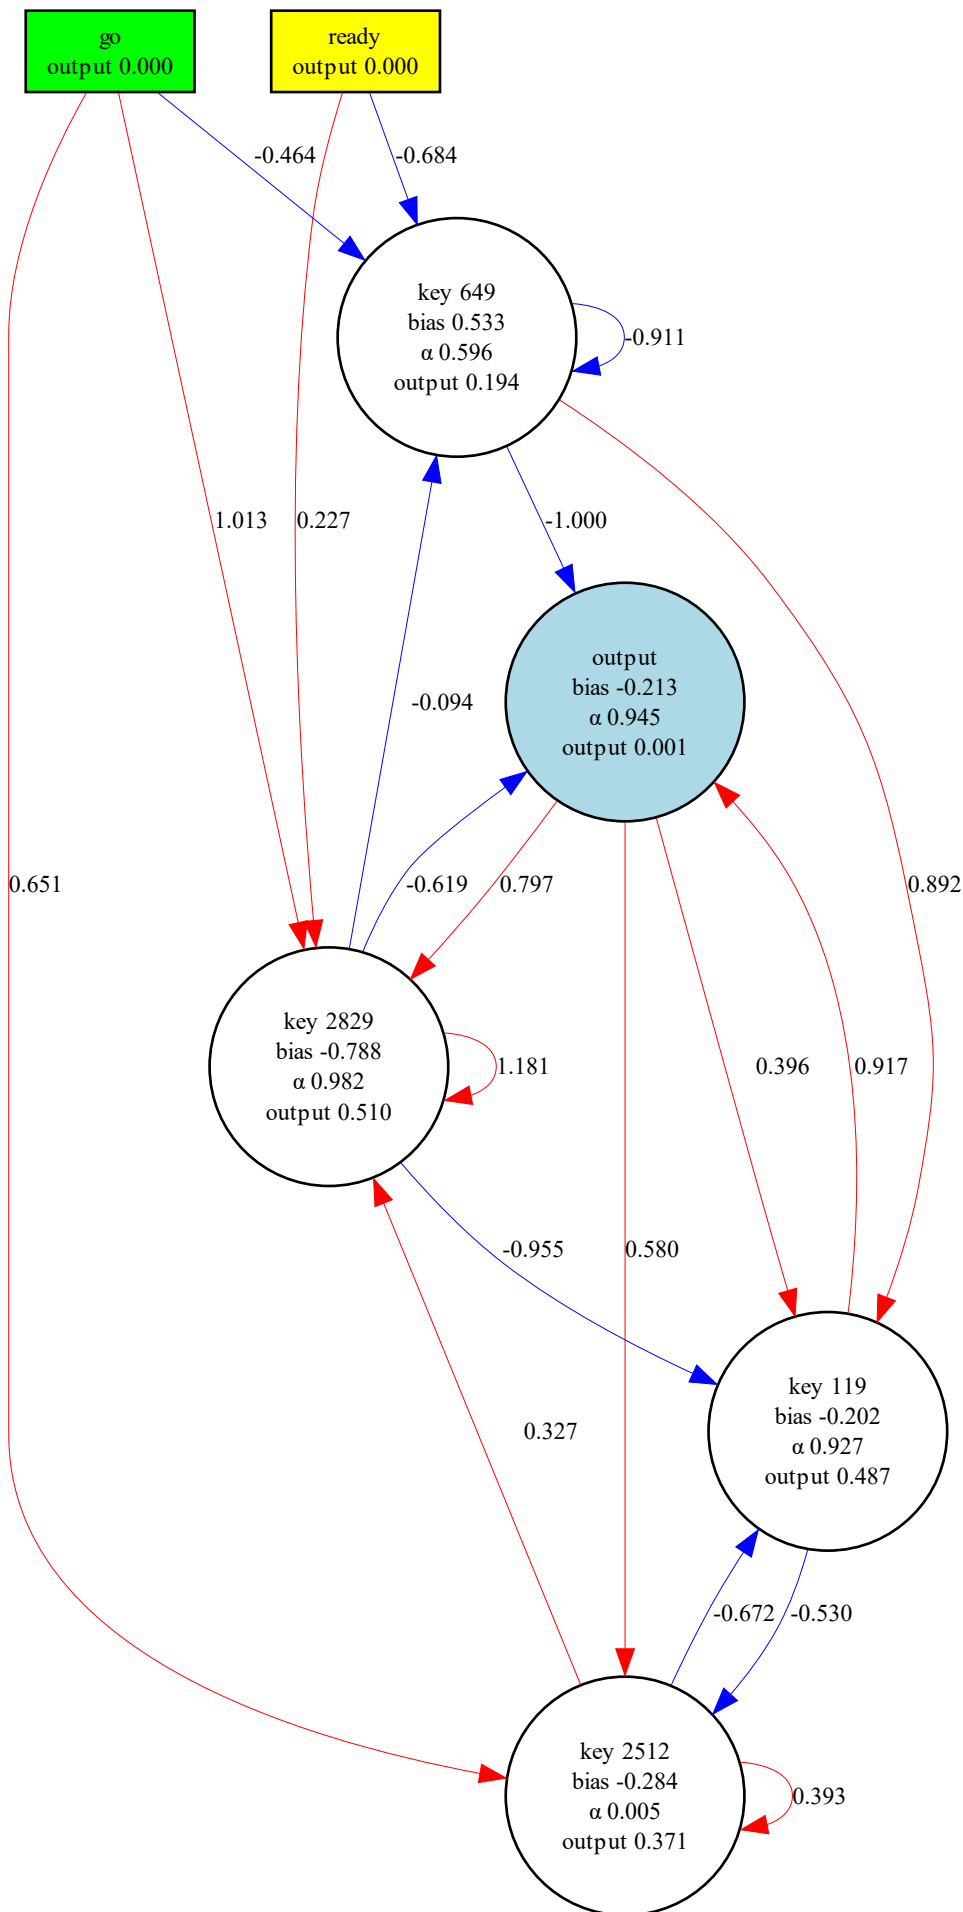 go
output 0.000
ready
output 0.000
-0.464
-0.684
key 649
bias 0.533
α 0.596
output 0.194
-0.911
1.013
0.227
-1.000
output
bias -0.213
α 0.945
output 0.001
-0.094
0.651
-0.619
0.797
0.892
key 2829
bias -0.788
α 0.982
output 0.510
1.181
0.396
0.917
-0.955
0.580
key 119
bias -0.202
α 0.927
output 0.487
0.327
-0.672
-0.530
key 2512
bias -0.284
α 0.005
output 0.371
0.393